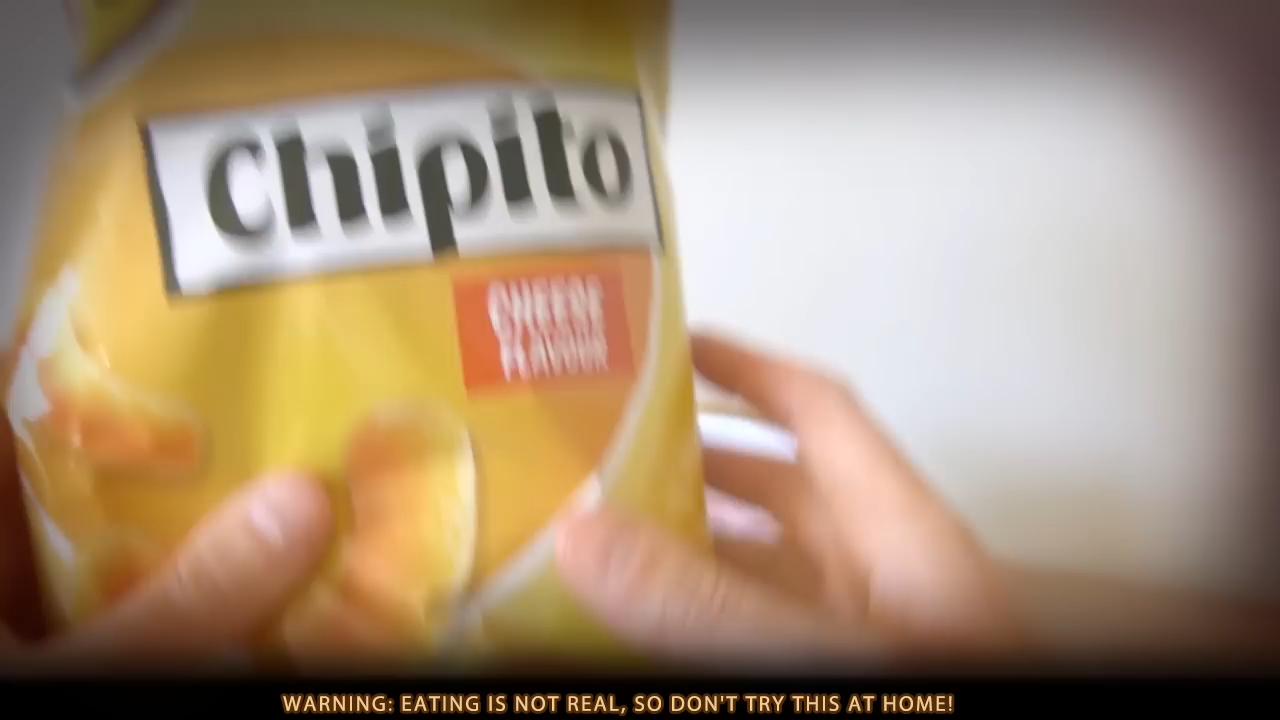 Chipito
CHEESE
FLAVOUR
WARNING: EATING IS NOT REAL, SO DON'T TRY THIS AT HOME!